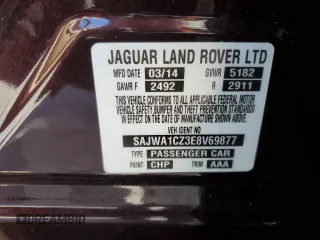 JAGUAR LAND ROVER LTD
MFD DATE 03/14 GVWR 5182
GAWR F 2492 R 2911
THIS VEHICLE CONFORMS TO ALL APPLICABLE FEDERAL MOTOR
VEHICLE SAFETY, BUMPER AND THEFT STANDARDS IN EFFECT
ON THE DATE OF MANUFACTURE SHOWN ABOVE.
VEH IDENT NO
SAJWA1CZ3E8V69877
TYPE PASSENGER CAR
PAINT CHP TRIM AAA
DREAMBID